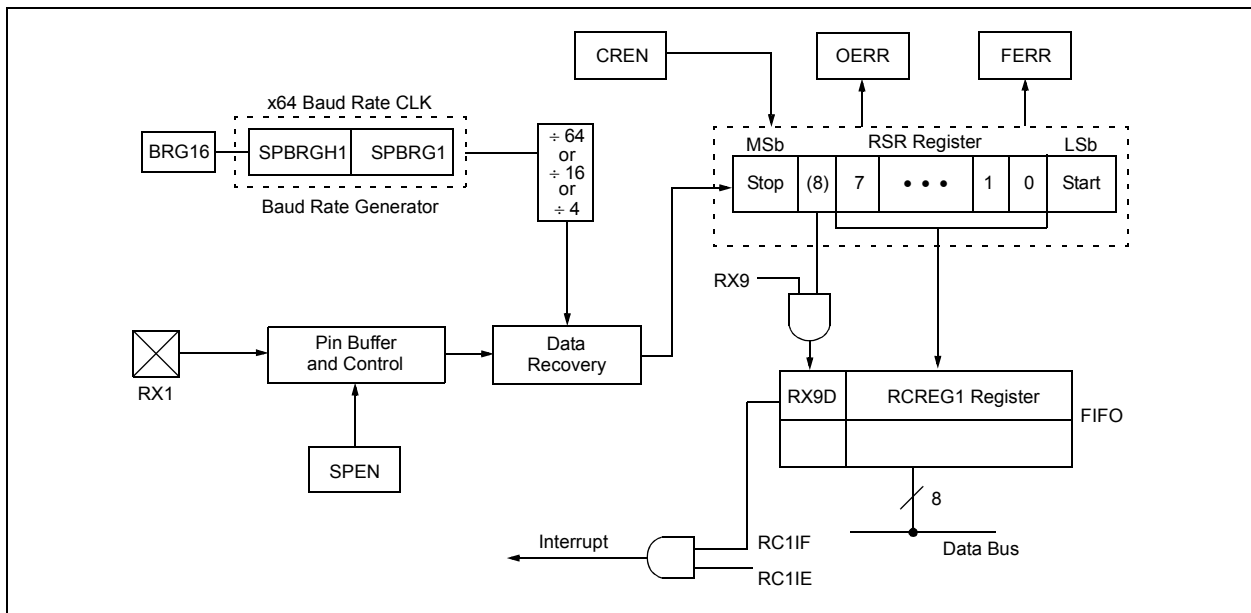 CREN
OERR
FERR
x64 Baud Rate CLK
BRG16
SPBRGH1
SPBRG1
Baud Rate Generator
÷ 64
or
÷ 16
or
÷ 4
MSb
RSR Register
LSb
Stop
(8)
7
• • •
1
0
Start
RX9
RX1
Pin Buffer
and Control
Data
Recovery
SPEN
RX9D
RCREG1 Register
FIFO
8
Data Bus
Interrupt
RC1IF
RC1IE